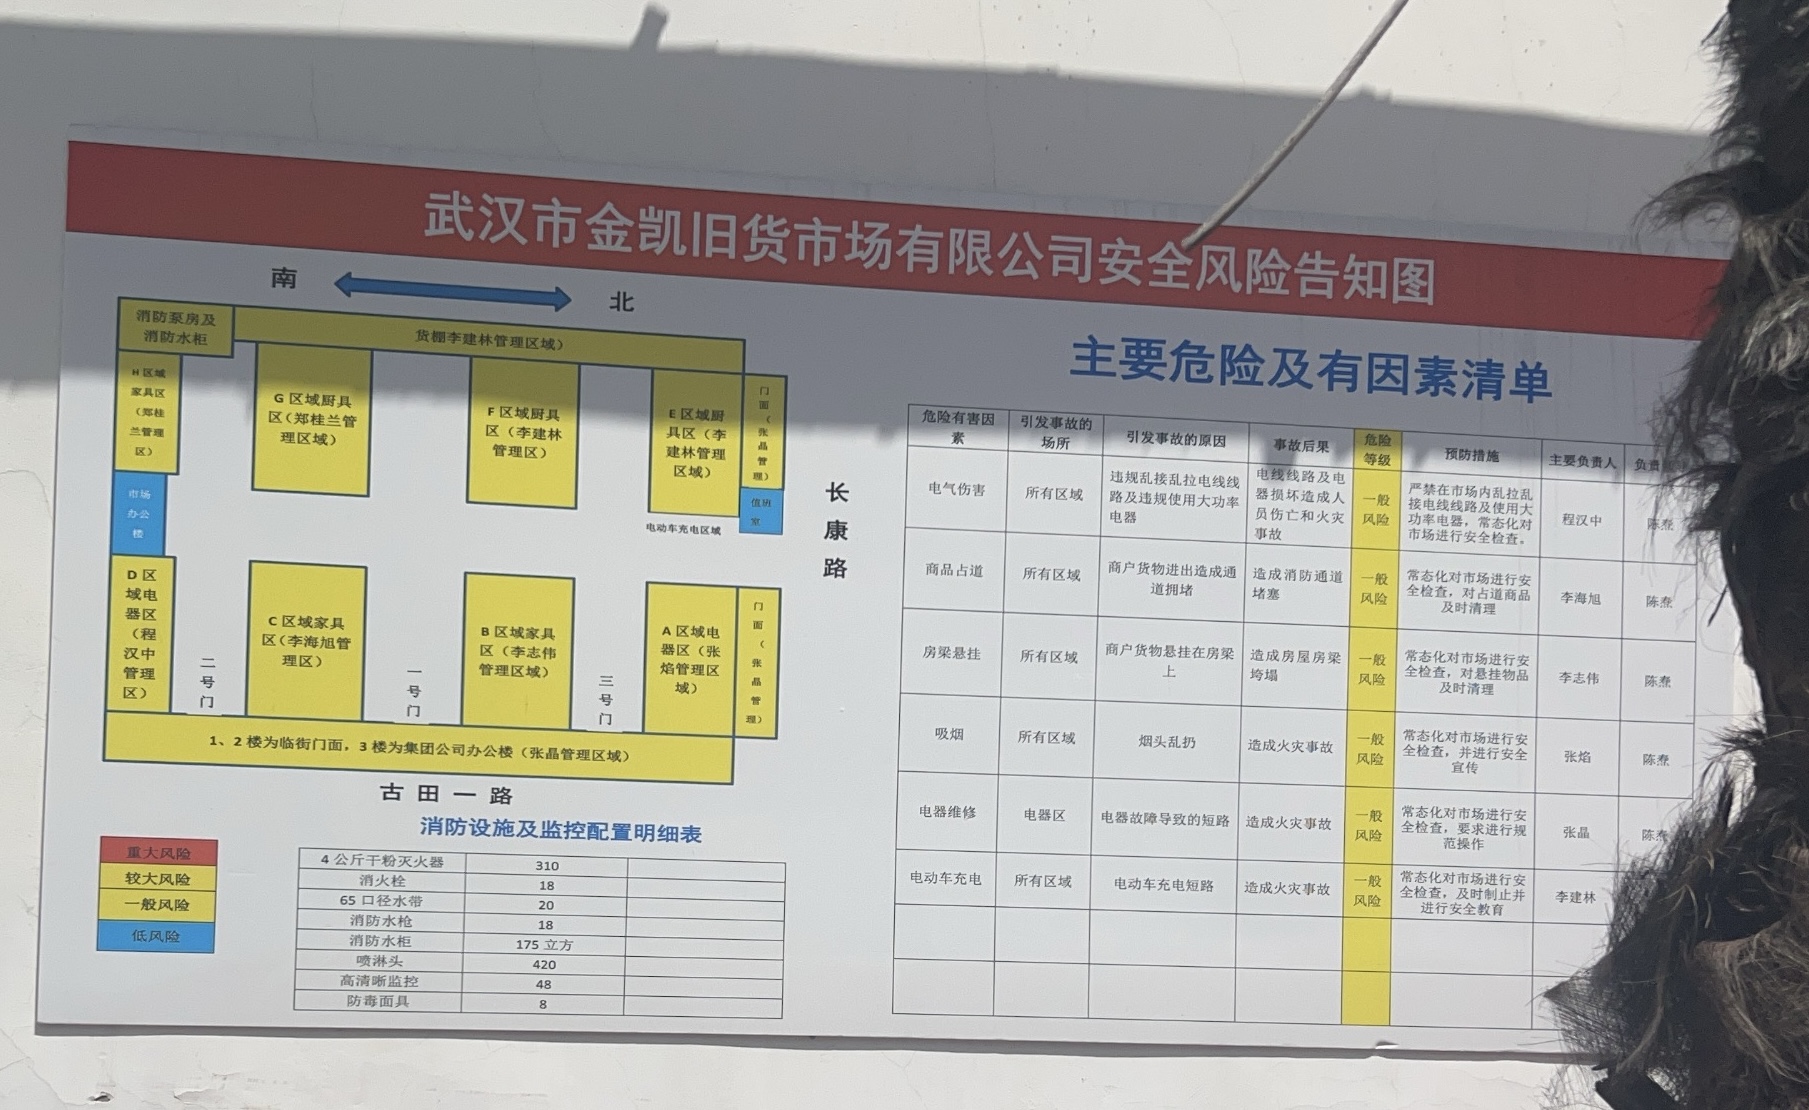 武汉市金凯旧货市场有限公司安全风险告知图
南
北
消防泵房及
消防水柜
货棚李建林管理区域）
H 区域
家具区
（郑桂
兰管理
区）
G 区域厨具
区（郑桂兰管
理区域）
F 区域厨具
区（李建林
管理区）
E 区域厨
具区（李
建林管理
区域）
门
面
（
张
晶
管
理）
市场
办公
楼
值班
室
电动车充电区域
长
康
路
D 区
域电
器区
（程
汉中
管理
区）
二
号
门
C 区域家具
区（李海旭管
理区）
一
号
门
B 区域家具
区（李志伟
管理区域）
三
号
门
A 区域电
器区（张
焰管理区
域）
门
面
（
张
晶
管
理）
1、2 楼为临街门面，3 楼为集团公司办公楼（张晶管理区域）
古田一路
重大风险
较大风险
一般风险
低风险
消防设施及监控配置明细表
4 公斤干粉灭火器 310
消火栓 18
65 口径水带 20
消防水枪 18
消防水柜 175 立方
喷淋头 420
高清晰监控 48
防毒面具 8
主要危险及有因素清单
危险有害因
素
引发事故的
场所
引发事故的原因
事故后果
危险
等级
预防措施
主要负责人
负责
电气伤害
所有区域
违规乱接乱拉电线线
路及违规使用大功率
电器
电线线路及电
器损坏造成人
员伤亡和火灾
事故
一般
风险
严禁在市场内乱拉乱
接电线线路及使用大
功率电器，常态化对
市场进行安全检查。
程汉中
陈焘
商品占道
所有区域
商户货物进出造成通
道拥堵
造成消防通道
堵塞
一般
风险
常态化对市场进行安
全检查，对占道商品
及时清理
李海旭
陈焘
房梁悬挂
所有区域
商户货物悬挂在房梁
上
造成房屋房梁
垮塌
一般
风险
常态化对市场进行安
全检查，对悬挂物品
及时清理
李志伟
陈焘
吸烟
所有区域
烟头乱扔
造成火灾事故
一般
风险
常态化对市场进行安
全检查，并进行安全
宣传
张焰
陈焘
电器维修
电器区
电器故障导致的短路
造成火灾事故
一般
风险
常态化对市场进行安
全检查，要求进行规
范操作
张晶
陈焘
电动车充电
所有区域
电动车充电短路
造成火灾事故
一般
风险
常态化对市场进行安
全检查，及时制止并
进行安全教育
李建林